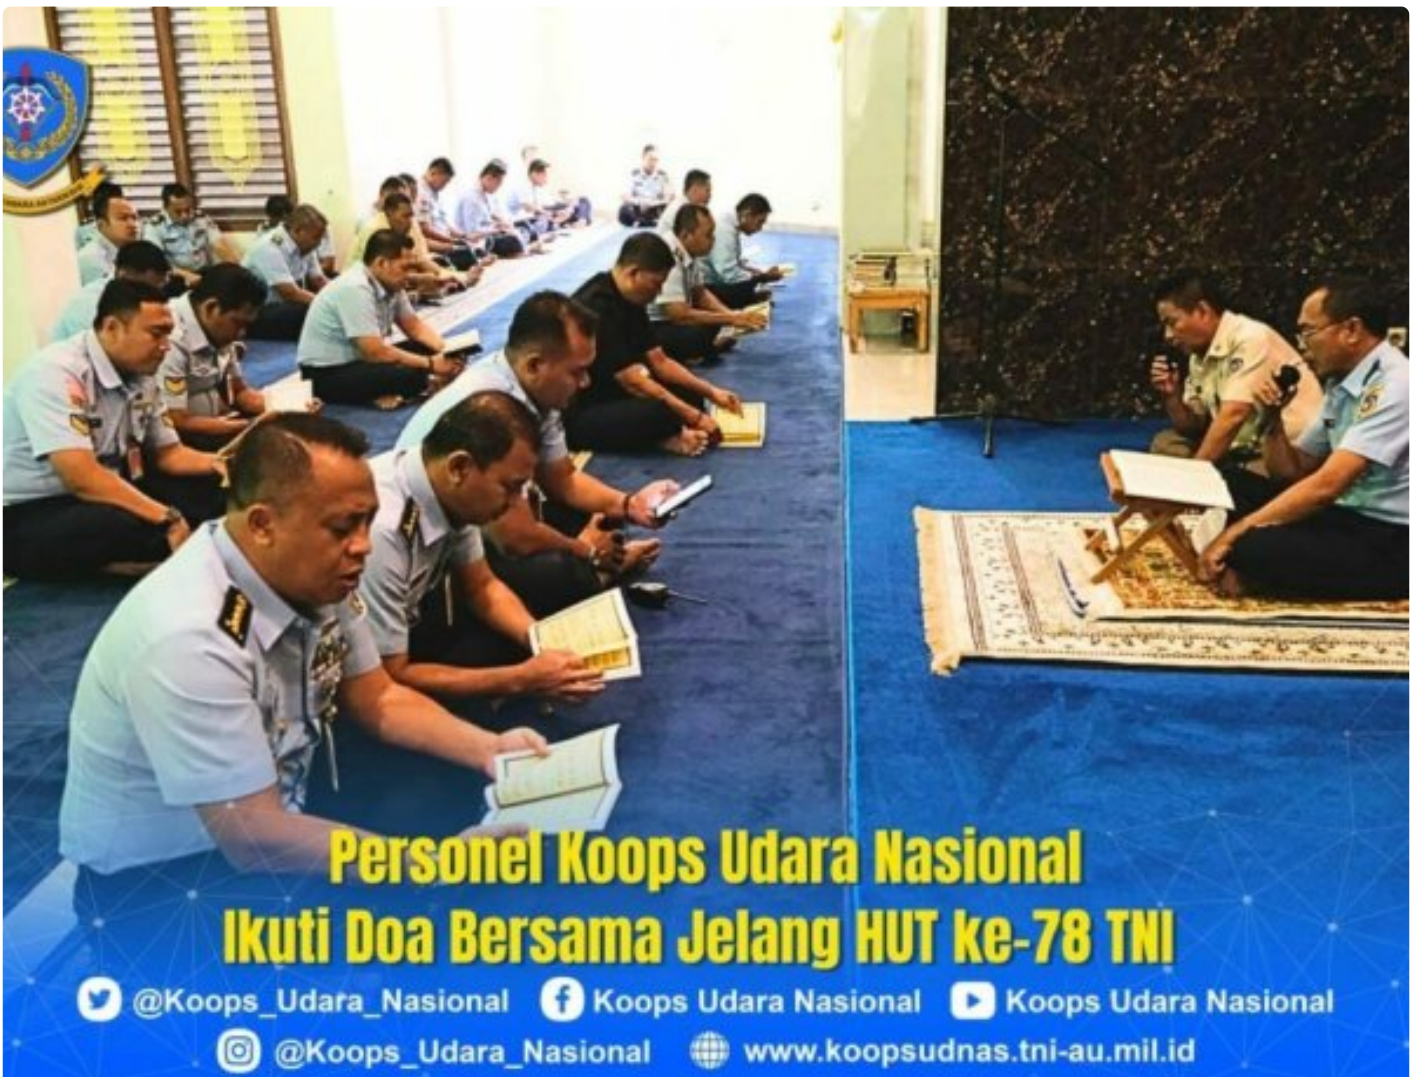 Personel Koops Udara Nasional
Ikuti Doa Bersama Jelang HUT ke-78 TNI
@Koops_Udara_Nasional Koops Udara Nasional Koops Udara Nasional
@Koops_Udara_Nasional www.koopsudnas.tni-au.mil.id